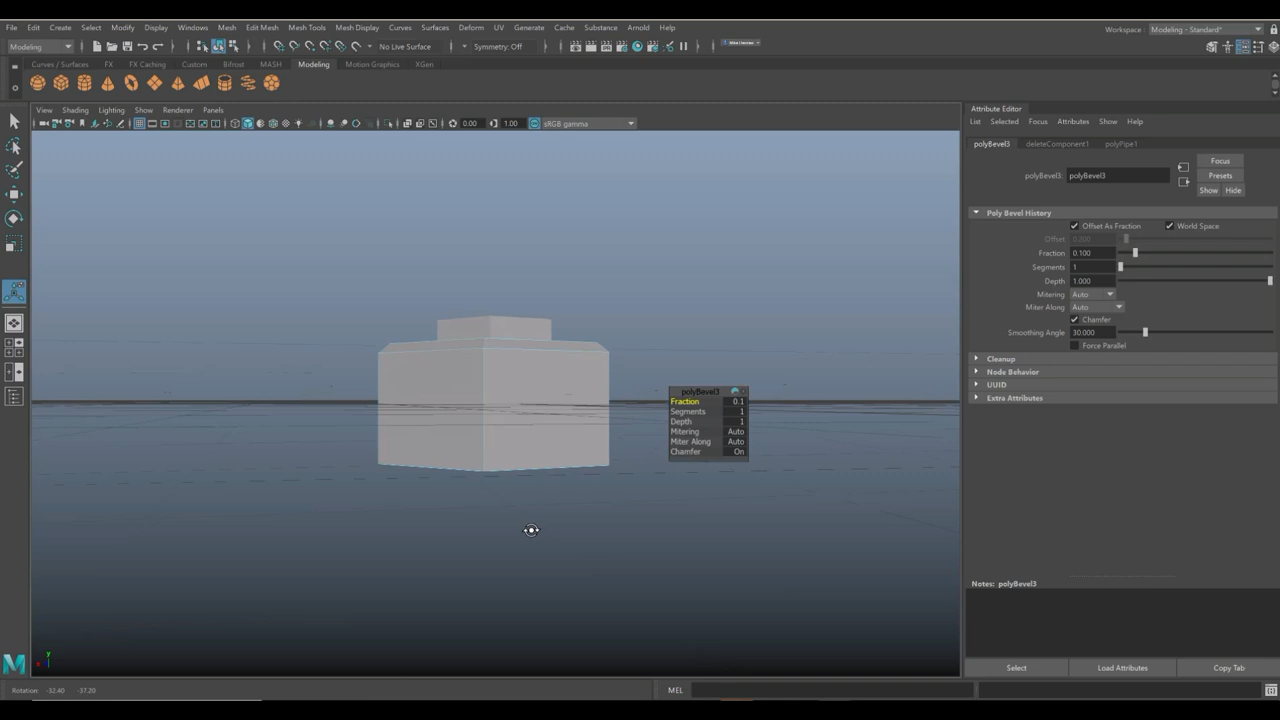 File Edit Create Select Modify Display Windows Mesh Edit Mesh Mesh Tools Mesh Display Curves Surfaces Deform UV Generate Cache Substance Arnold Help
Workspace : Modeling - Standard*
Modeling No Live Surface Symmetry: Off
Curves / Surfaces FX FX Caching Custom Bifrost MASH Modeling Motion Graphics XGen
View Shading Lighting Show Renderer Panels
0.00 1.00 sRGB gamma
Attribute Editor
List Selected Focus Attributes Show Help
polyBevel3 deleteComponent1 polyPipe1
Focus
polyBevel3: polyBevel3 Presets
Show Hide
Poly Bevel History
Offset As Fraction World Space
Offset 0.200
Fraction 0.100
Segments 1
Depth 1.000
Mitering Auto
Miter Along Auto
Chamfer
Smoothing Angle 30.000
Force Parallel
Cleanup
Node Behavior
UUID
Extra Attributes
polyBevel3
Fraction 0.1
Segments 1
Depth 1
Mitering Auto
Miter Along Auto
Chamfer On
Notes: polyBevel3
y
Select Load Attributes Copy Tab
Rotation: -32.40 -37.20 MEL